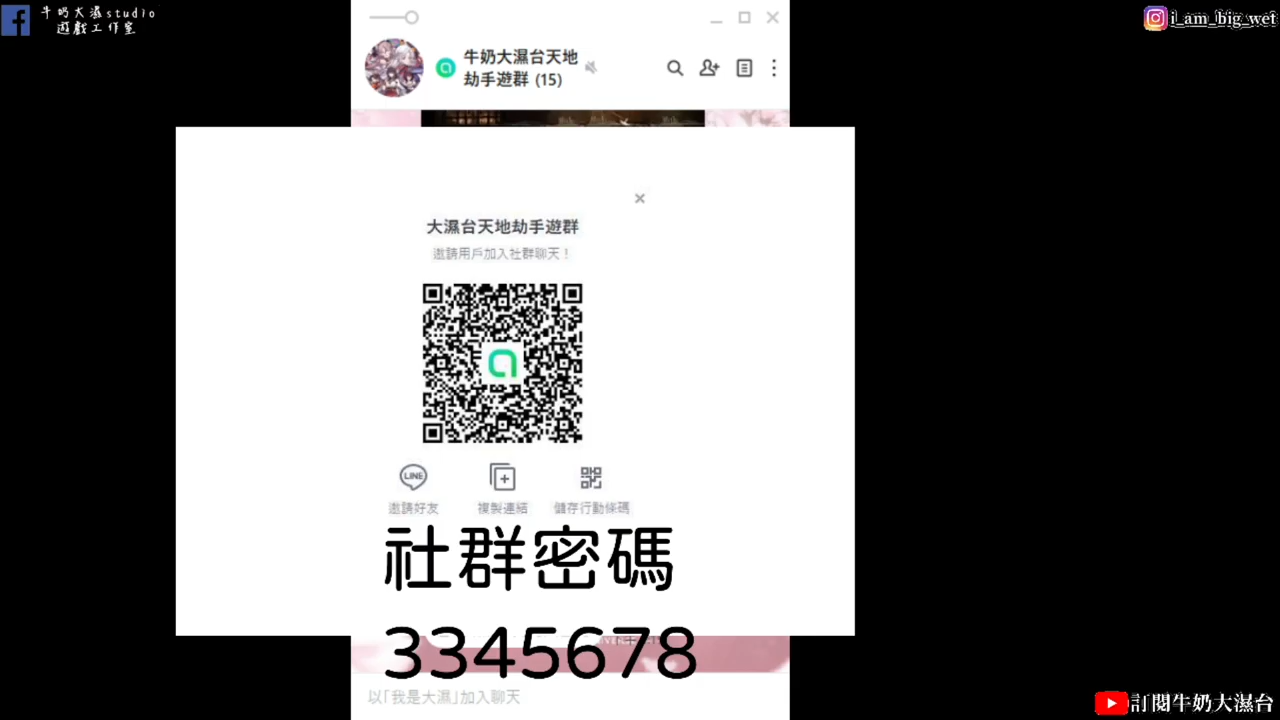 牛奶大濕studio
遊戲工作室
i_am_big_wet
牛奶大濕台天地
劫手遊群 (15)
大濕台天地劫手遊群
邀請用戶加入社群聊天！
LINE
邀請好友
複製連結
儲存行動條碼
社群密碼
3345678
以「我是大濕」加入聊天
訂閱牛奶大濕台